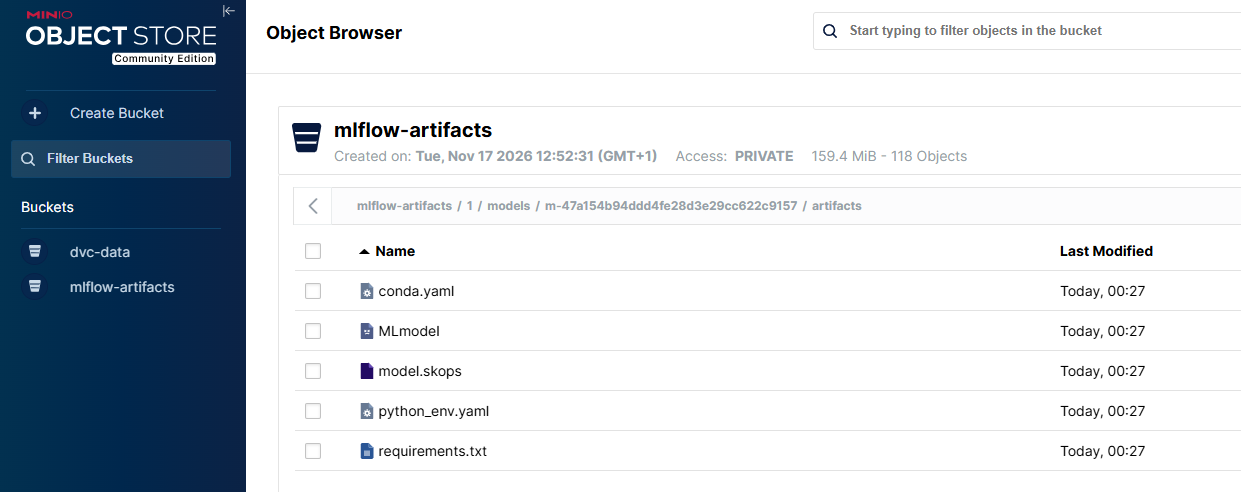 MINIO
OBJECT STORE
Community Edition
Create Bucket
Filter Buckets
Buckets
dvc-data
mlflow-artifacts
Object Browser
Start typing to filter objects in the bucket
mlflow-artifacts
Created on: Tue, Nov 17 2026 12:52:31 (GMT+1) Access: PRIVATE 159.4 MiB - 118 Objects
mlflow-artifacts / 1 / models / m-47a154b94ddd4fe28d3e29cc622c9157 / artifacts
Name Last Modified
conda.yaml Today, 00:27
MLmodel Today, 00:27
model.skops Today, 00:27
python_env.yaml Today, 00:27
requirements.txt Today, 00:27